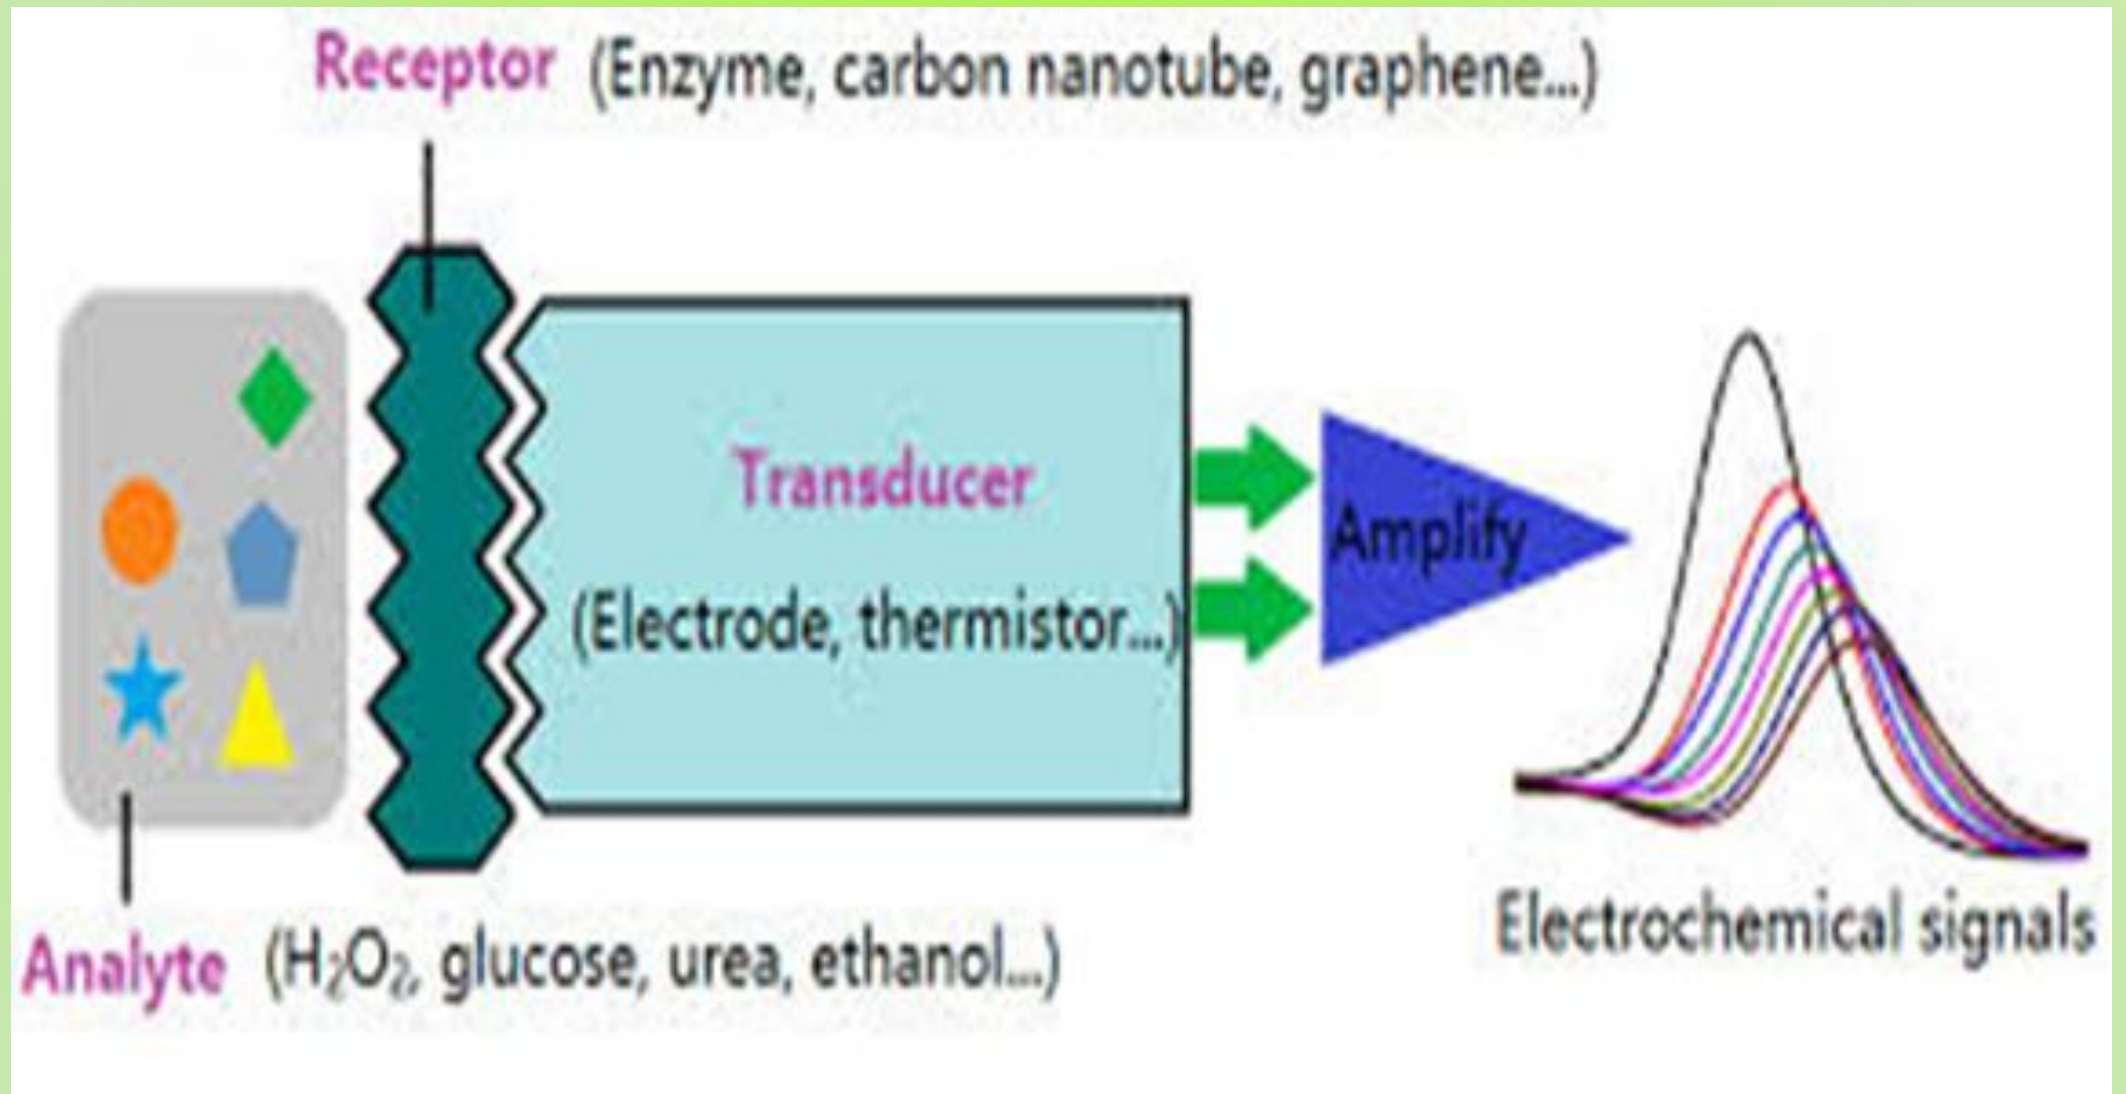 Receptor (Enzyme, carbon nanotube, graphene...)
Transducer
(Electrode, thermistor...)
Amplify
Electrochemical signals
Analyte (H₂O₂, glucose, urea, ethanol...)